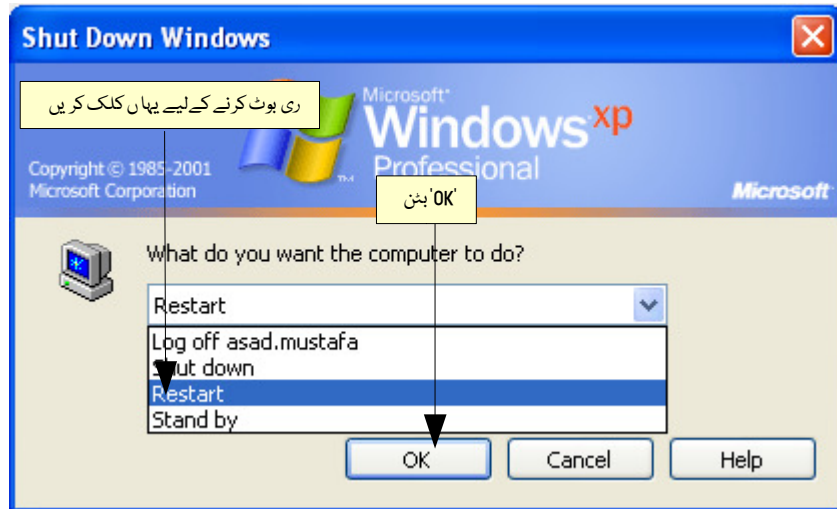 Shut Down Windows
ری بوٹ کرنے کے لیے یہاں کلک کریں
Microsoft
Windows xp
Professional
TM
Copyright © 1985-2001
Microsoft Corporation
'OK' بٹن
Microsoft
What do you want the computer to do?
Restart
Log off asad.mustafa
Shut down
Restart
Stand by
OK
Cancel
Help